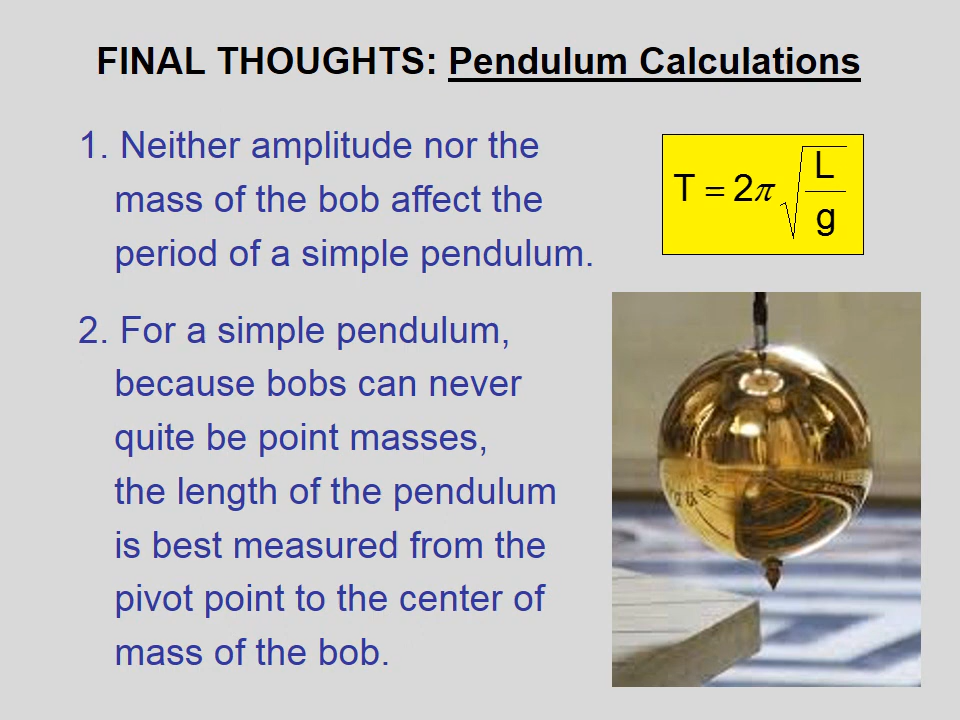 FINAL THOUGHTS: Pendulum Calculations
1. Neither amplitude nor the
mass of the bob affect the
period of a simple pendulum.
T = 2π √(L/g)
2. For a simple pendulum,
because bobs can never
quite be point masses,
the length of the pendulum
is best measured from the
pivot point to the center of
mass of the bob.